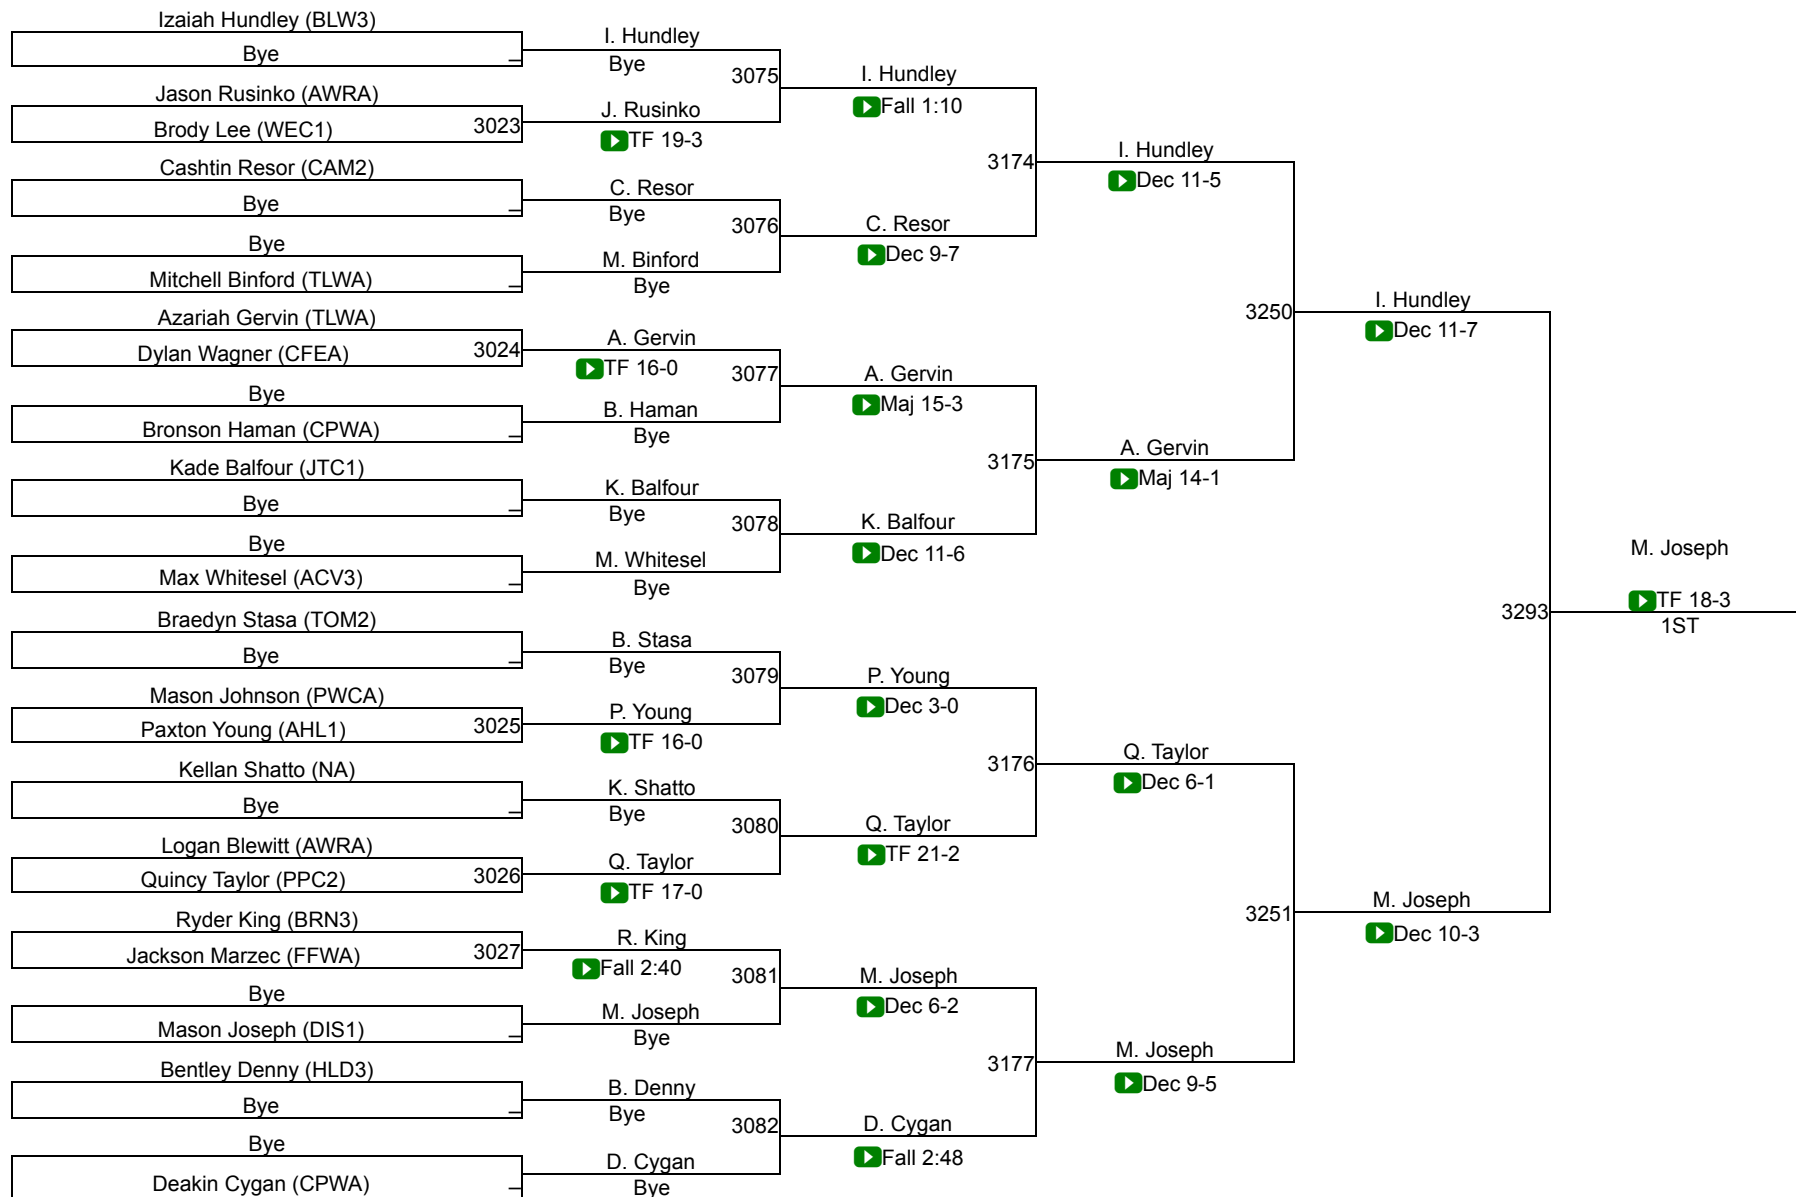 Izaiah Hundley (BLW3)
Bye
Jason Rusinko (AWRA)
Brody Lee (WEC1) 3023
Cashtin Resor (CAM2)
Bye
Bye
Mitchell Binford (TLWA)
Azariah Gervin (TLWA)
Dylan Wagner (CFEA) 3024
Bye
Bronson Haman (CPWA)
Kade Balfour (JTC1)
Bye
Bye
Max Whitesel (ACV3)
Braedyn Stasa (TOM2)
Bye
Mason Johnson (PWCA)
Paxton Young (AHL1) 3025
Kellan Shatto (NA)
Bye
Logan Blewitt (AWRA)
Quincy Taylor (PPC2) 3026
Ryder King (BRN3)
Jackson Marzec (FFWA) 3027
Bye
Mason Joseph (DIS1)
Bentley Denny (HLD3)
Bye
Bye
Deakin Cygan (CPWA)
I. Hundley
Bye
3075
J. Rusinko
TF 19-3
C. Resor
Bye
3076
M. Binford
Bye
A. Gervin
TF 16-0
3077
B. Haman
Bye
K. Balfour
Bye
3078
M. Whitesel
Bye
B. Stasa
Bye
3079
P. Young
TF 16-0
K. Shatto
Bye
3080
Q. Taylor
TF 17-0
R. King
Fall 2:40
3081
M. Joseph
Bye
B. Denny
Bye
3082
D. Cygan
Bye
I. Hundley
Fall 1:10
3174
C. Resor
Dec 9-7
A. Gervin
Maj 15-3
3175
K. Balfour
Dec 11-6
P. Young
Dec 3-0
3176
Q. Taylor
TF 21-2
M. Joseph
Dec 6-2
3177
D. Cygan
Fall 2:48
I. Hundley
Dec 11-5
3250
A. Gervin
Maj 14-1
Q. Taylor
Dec 6-1
3251
M. Joseph
Dec 9-5
I. Hundley
Dec 11-7
3293
M. Joseph
Dec 10-3
M. Joseph
TF 18-3
1ST